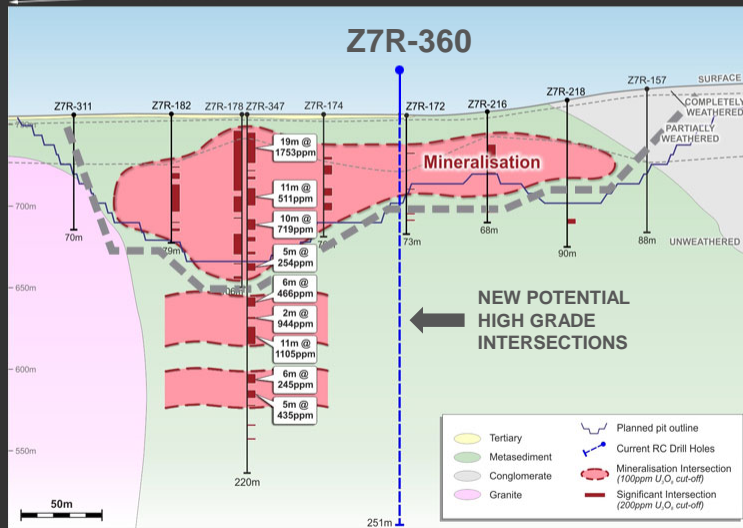 Z7R-360
Z7R-311
Z7R-182
Z7R-178
Z7R-347
Z7R-174
Z7R-172
Z7R-216
Z7R-218
Z7R-157
SURFACE
COMPLETELY
WEATHERED
PARTIALLY
WEATHERED
UNWEATHERED
19m @
1753ppm
11m @
511ppm
10m @
719ppm
5m @
254ppm
6m @
466ppm
2m @
944ppm
11m @
1105ppm
6m @
245ppm
5m @
435ppm
Mineralisation
700m
650m
600m
550m
70m
73m
68m
90m
88m
220m
251m
NEW POTENTIAL
HIGH GRADE
INTERSECTIONS
50m
Tertiary
Metasediment
Conglomerate
Granite
Planned pit outline
Current RC Drill Holes
Mineralisation Intersection
(100ppm U₃O₈ cut-off)
Significant Intersection
(200ppm U₃O₈ cut-off)